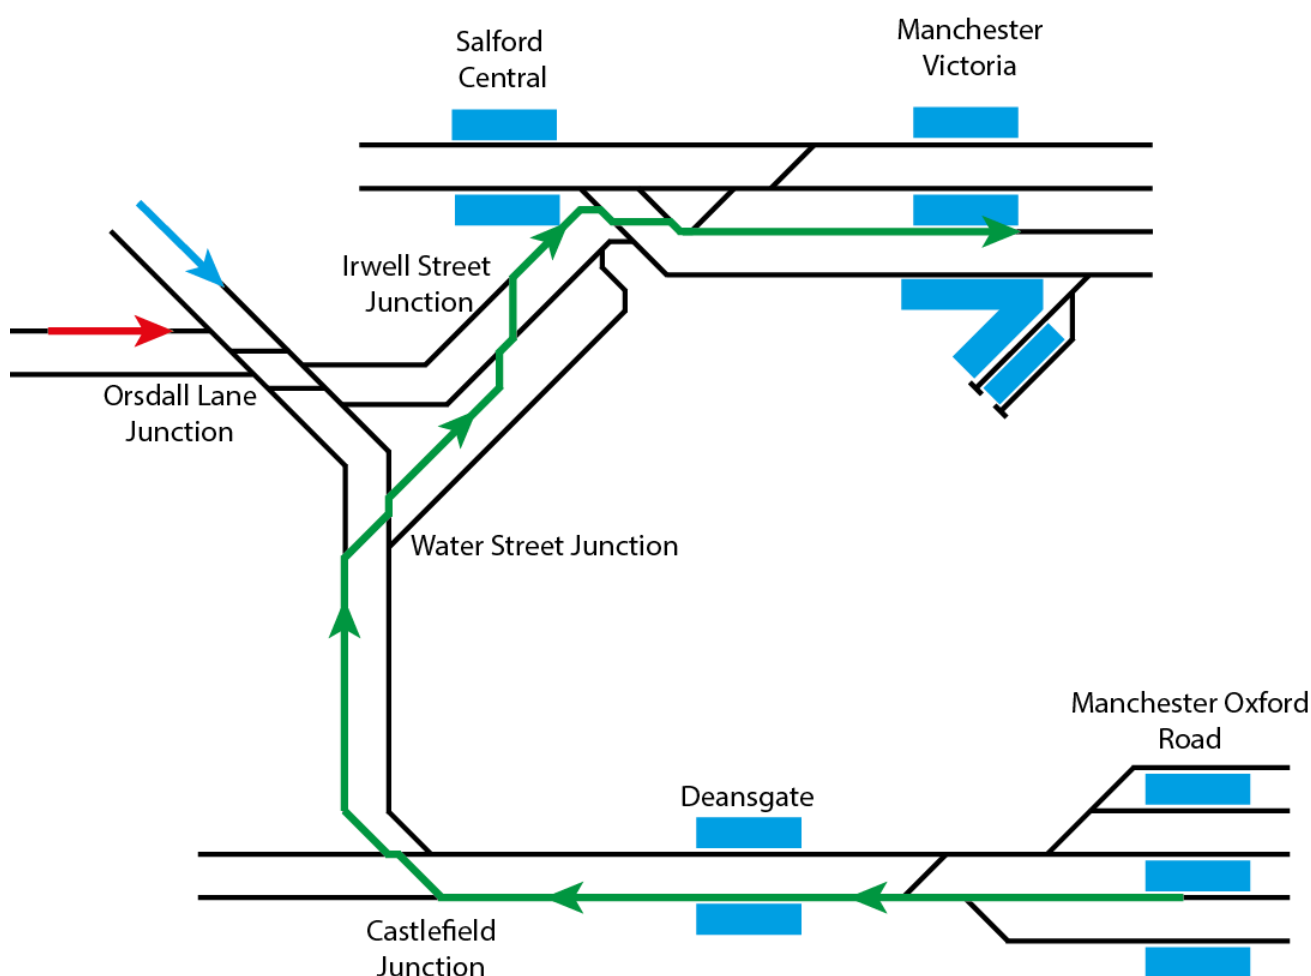 Salford
Central
Manchester
Victoria
Irwell Street
Junction
Orsdall Lane
Junction
Water Street Junction
Manchester Oxford
Road
Deansgate
Castlefield
Junction